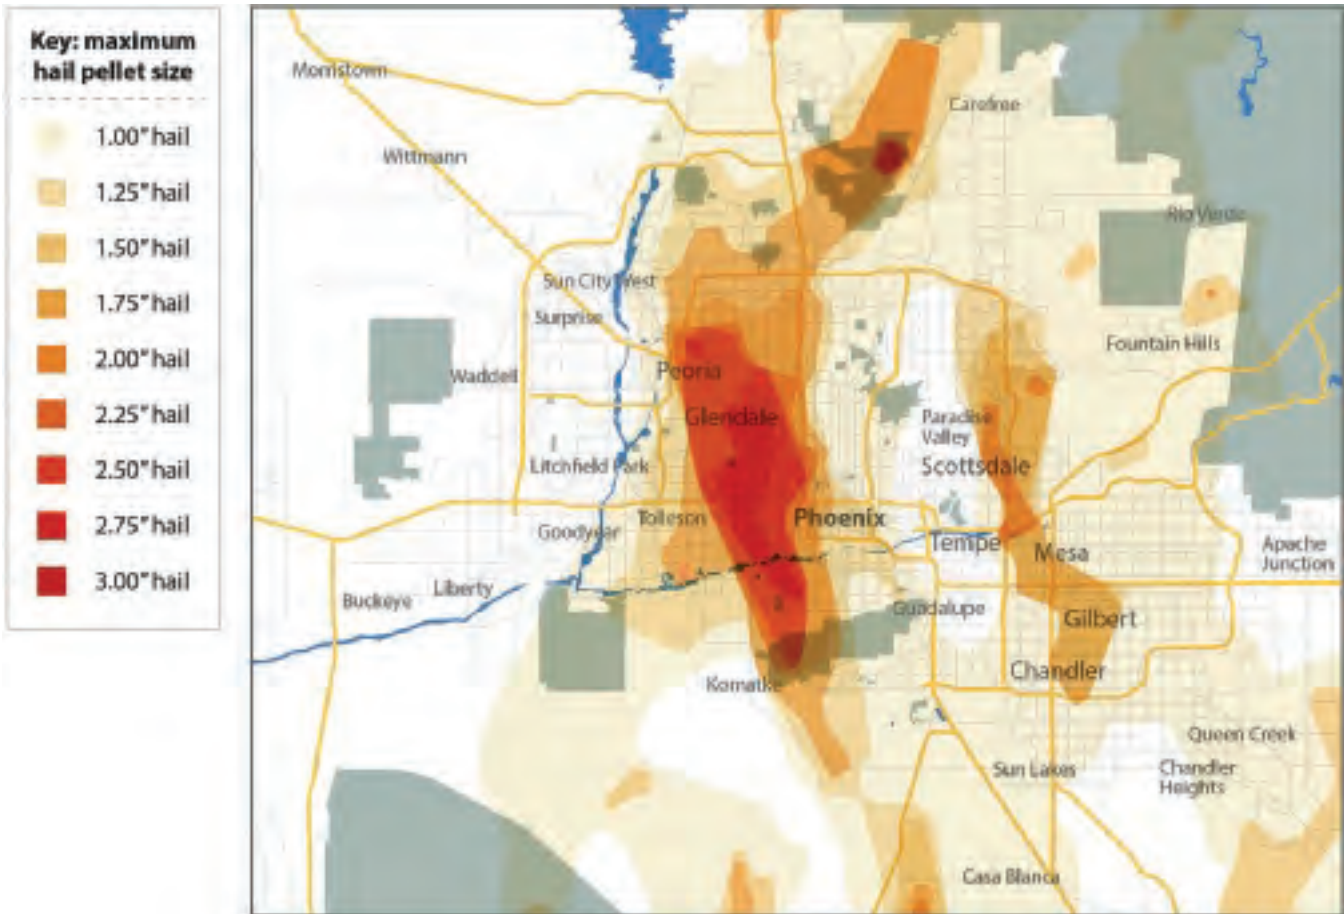 Key: maximum
hail pellet size
1.00" hail
1.25" hail
1.50" hail
1.75" hail
2.00" hail
2.25" hail
2.50" hail
2.75" hail
3.00" hail
Morristown
Carefree
Wittmann
Rio Verde
Sun City West
Surprise
Fountain Hills
Peoria
Waddell
Glendale
Paradise
Valley
Litchfield Park
Scottsdale
Tolleson
Phoenix
Goodyear
Tempe
Mesa
Apache
Junction
Liberty
Buckeye
Guadalupe
Gilbert
Chandler
Komatke
Queen Creek
Sun Lakes
Chandler
Heights
Casa Blanca